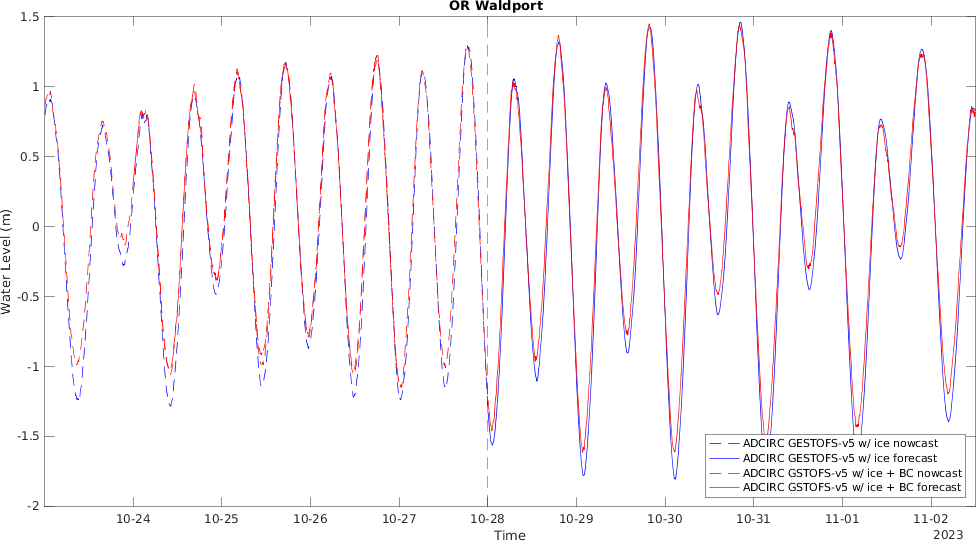 OR Waldport
1.5
1
0.5
0
-0.5
-1
-1.5
-2
Water Level (m)
10-24 10-25 10-26 10-27 10-28 10-29 10-30 10-31 11-01 11-02
Time
2023
ADCIRC GESTOFS-v5 w/ ice nowcast
ADCIRC GESTOFS-v5 w/ ice forecast
ADCIRC GSTOFS-v5 w/ ice + BC nowcast
ADCIRC GSTOFS-v5 w/ ice + BC forecast